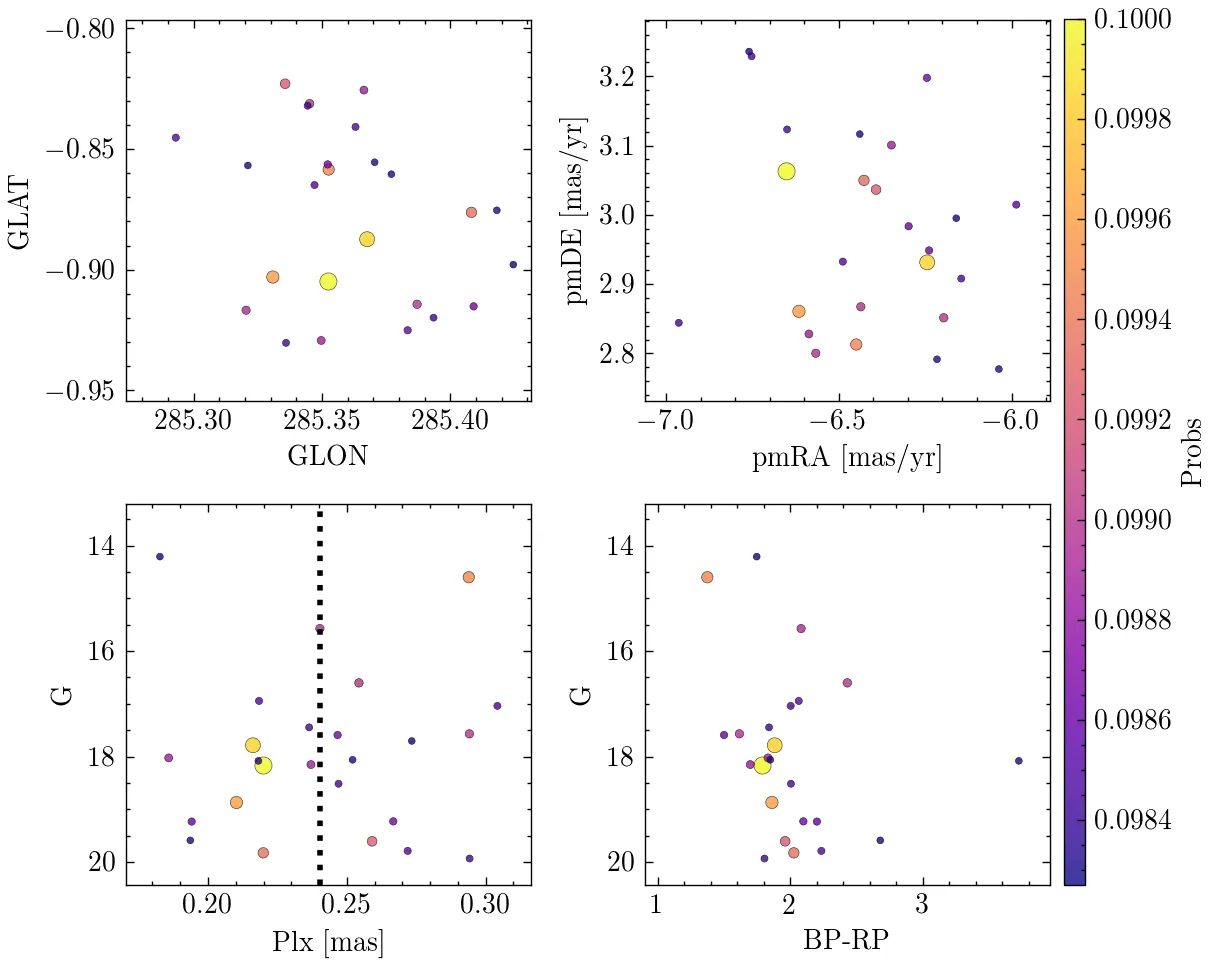 −0.80
−0.85
−0.90
−0.95
GLAT
285.30 285.35 285.40
GLON
3.2
3.1
3.0
2.9
2.8
pmDE [mas/yr]
−7.0 −6.5 −6.0
pmRA [mas/yr]
0.1000
0.0998
0.0996
0.0994
0.0992
0.0990
0.0988
0.0986
0.0984
Probs
14
16
18
20
G
0.20 0.25 0.30
Plx [mas]
14
16
18
20
G
1 2 3
BP-RP